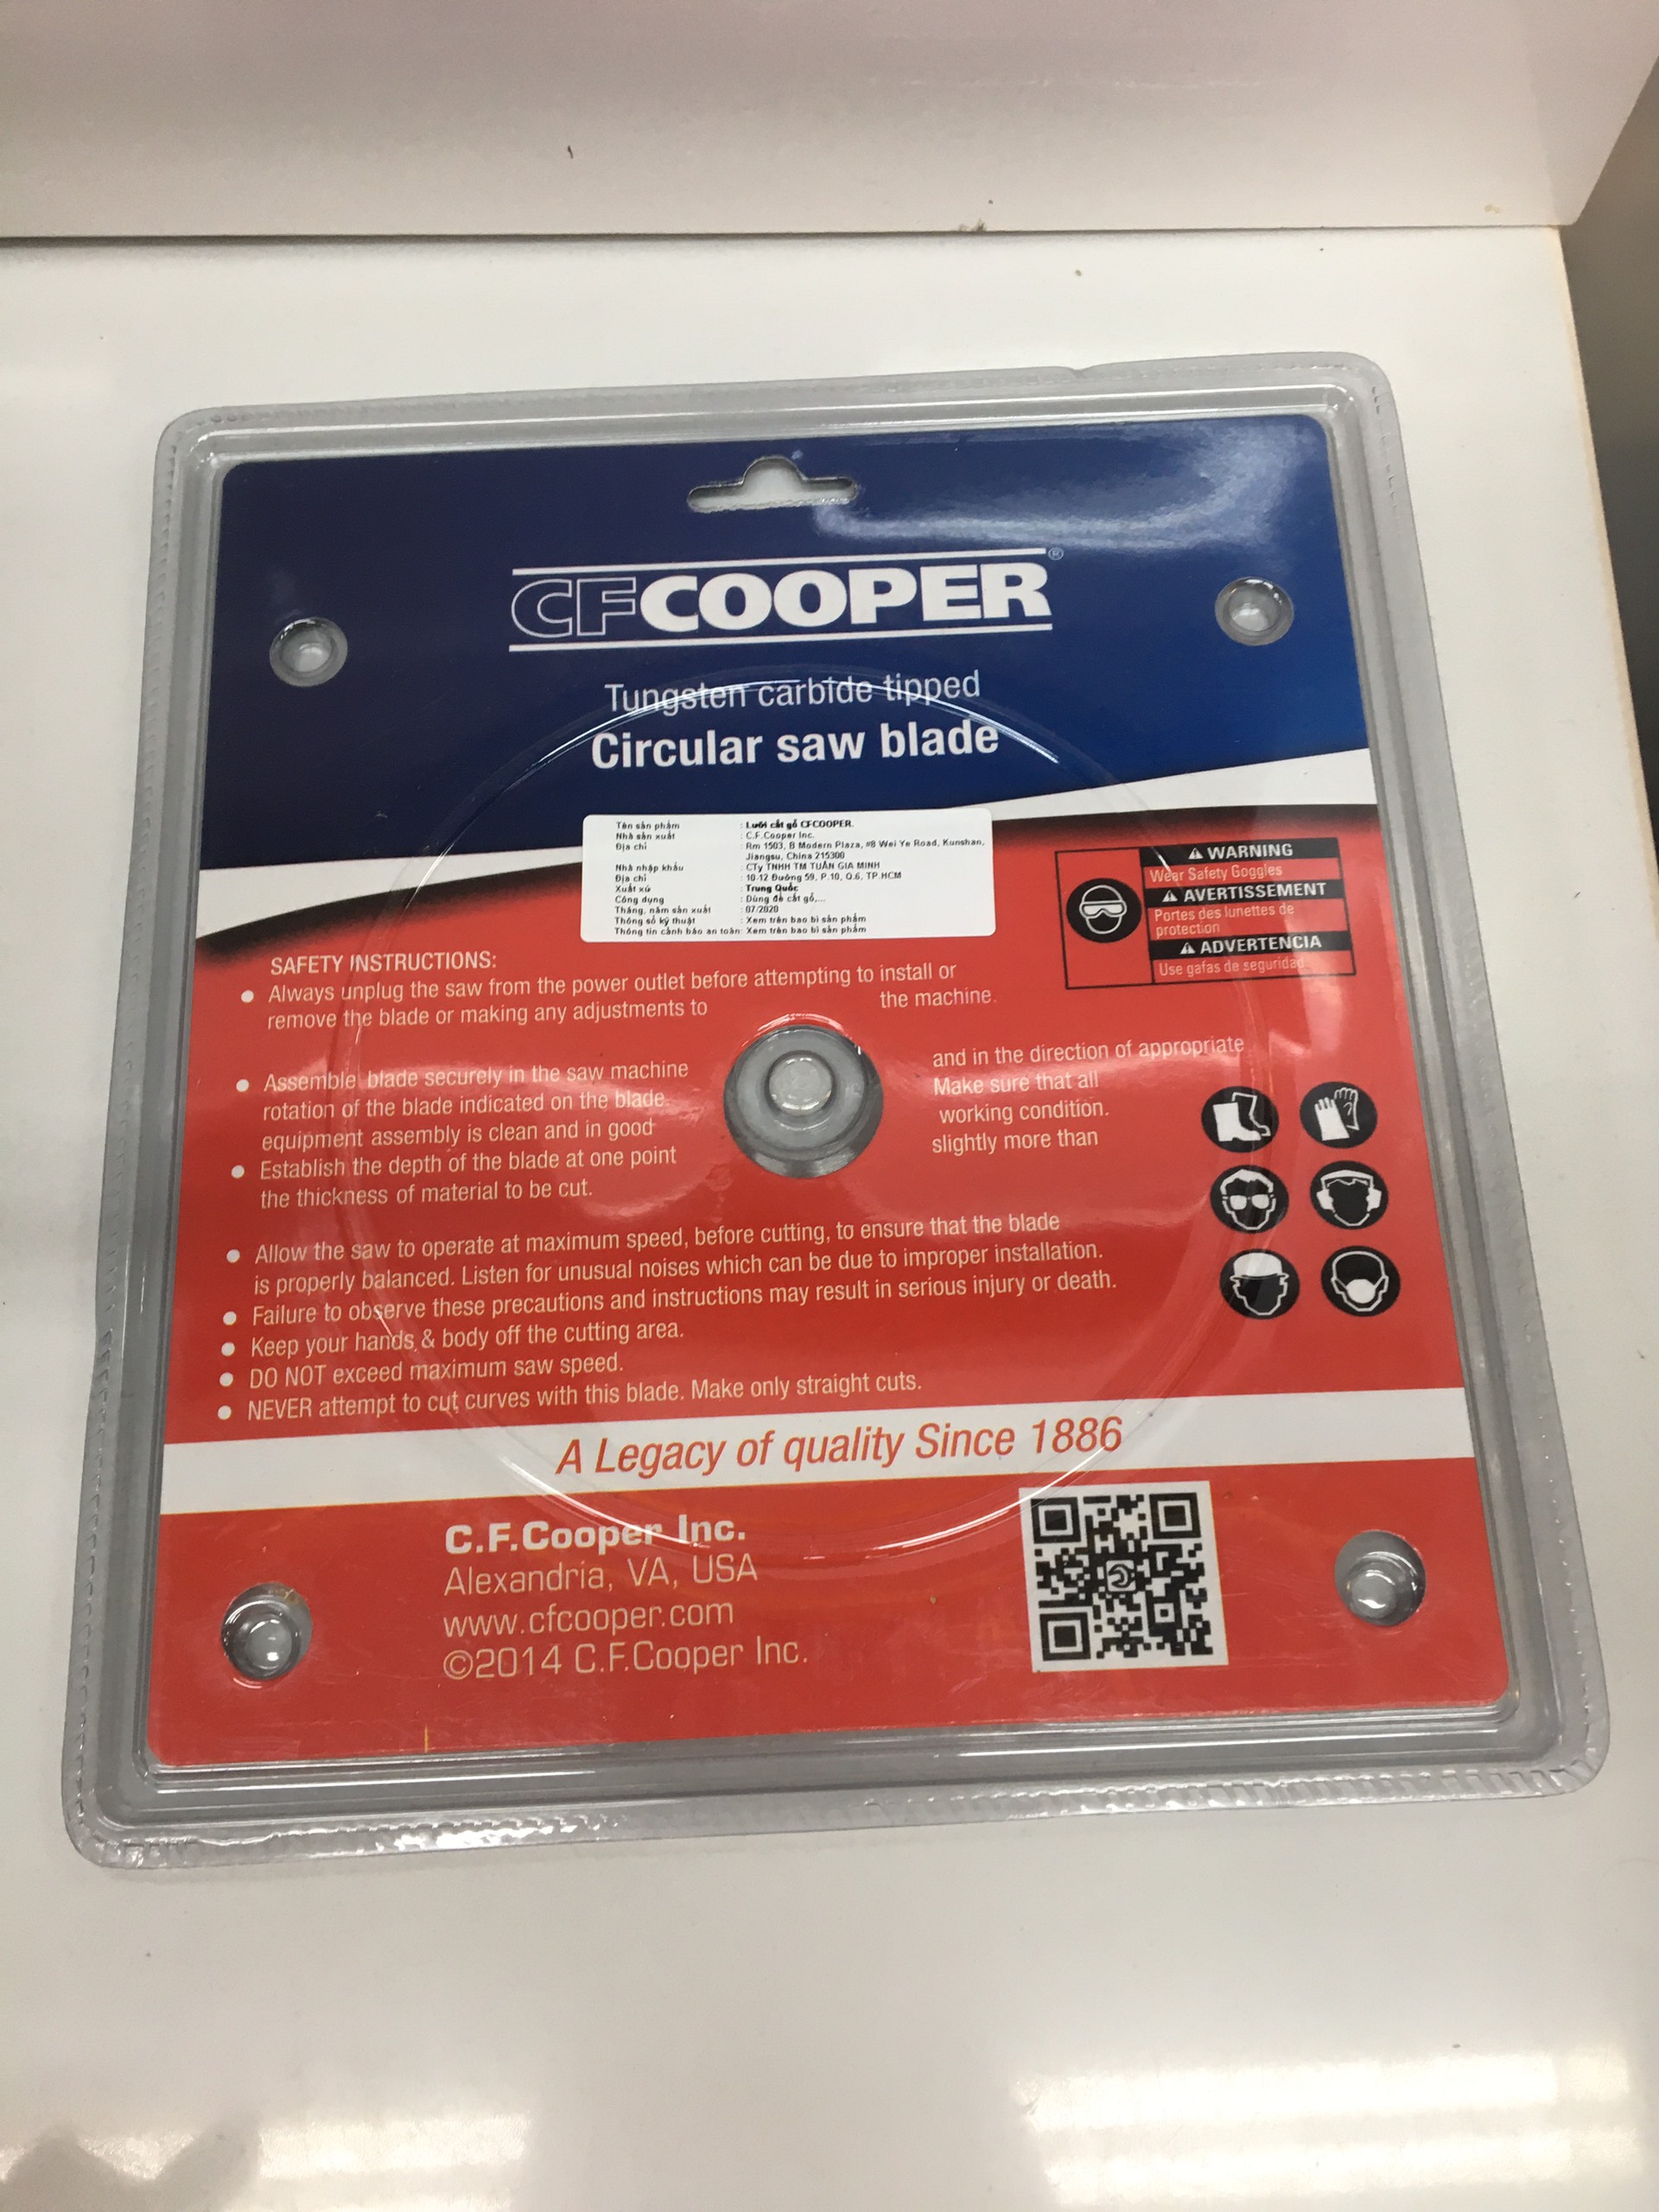 CFCOOPER®
Tungsten carbide tipped
Circular saw blade
Tên sản phẩm : Lưỡi cắt gỗ CFCOOPER.
Nhà sản xuất : C.F.Cooper Inc.
Địa chỉ : Rm 1503, B Modern Plaza, #8 Wei Ye Road, Kunshan,
Jiangsu, China 215300
Nhà nhập khẩu : CTy TNHH TM TUẤN GIA MINH
Địa chỉ : 10-12 Đường 59, P.10, Q.6, TP.HCM
Xuất xứ : Trung Quốc
Công dụng : Dùng để cắt gỗ,...
Tháng, năm sản xuất : 07/2020
Thông số kỹ thuật : Xem trên bao bì sản phẩm
Thông tin cảnh báo an toàn: Xem trên bao bì sản phẩm
WARNING
Wear Safety Goggles
AVERTISSEMENT
Portes des lunettes de
protection
ADVERTENCIA
Use gafas de seguridad
SAFETY INSTRUCTIONS:
● Always unplug the saw from the power outlet before attempting to install or
remove the blade or making any adjustments to the machine.
● Assemble blade securely in the saw machine and in the direction of appropriate
rotation of the blade indicated on the blade. Make sure that all
equipment assembly is clean and in good working condition.
● Establish the depth of the blade at one point slightly more than
the thickness of material to be cut.
● Allow the saw to operate at maximum speed, before cutting, to ensure that the blade
is properly balanced. Listen for unusual noises which can be due to improper installation.
● Failure to observe these precautions and instructions may result in serious injury or death.
● Keep your hands & body off the cutting area.
● DO NOT exceed maximum saw speed.
● NEVER attempt to cut curves with this blade. Make only straight cuts.
A Legacy of quality Since 1886
C.F.Cooper Inc.
Alexandria, VA, USA
www.cfcooper.com
©2014 C.F.Cooper Inc.